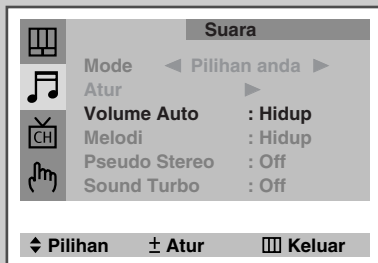 Suara
Mode ◀ Pilihan anda ▶
Atur ▶
Volume Auto : Hidup
Melodi : Hidup
Pseudo Stereo : Off
Sound Turbo : Off
CH
Pilihan ± Atur Keluar